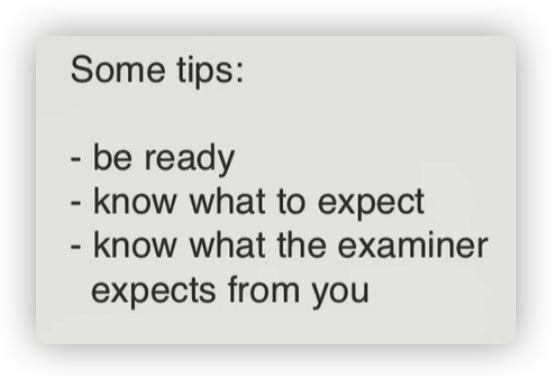 Some tips:
- be ready
- know what to expect
- know what the examiner
expects from you